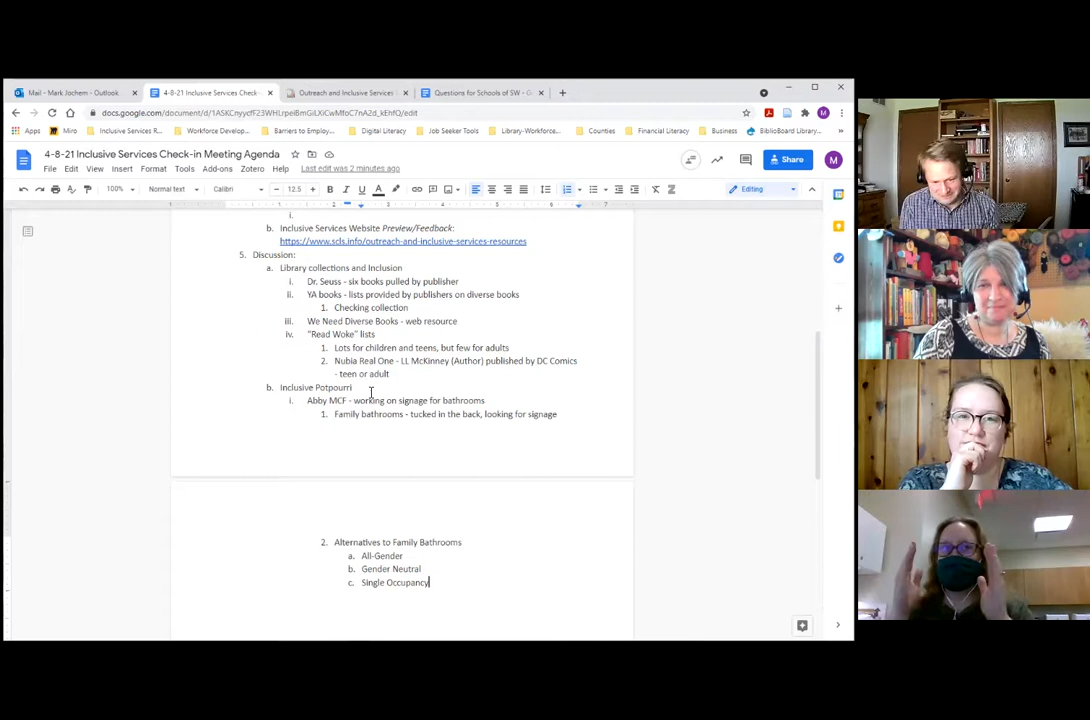 Mail - Mark Jochem - Outlook
4-8-21 Inclusive Services Check-
Outreach and Inclusive Services
Questions for Schools of SW - G
Apps Miro Inclusive Services R... Workforce Develop... Barriers to Employ... Digital Literacy Job Seeker Tools Library-Workforce... Counties Financial Literacy Business BiblioBoard Library...
4-8-21 Inclusive Services Check-in Meeting Agenda
Share
M
File Edit View Insert Format Tools Add-ons Zotero Help Last edit was 2 minutes ago
100% Normal text Calibri 12.5 Editing
i.
b. Inclusive Services Website Preview/Feedback:
https://www.scls.info/outreach-and-inclusive-services-resources
5. Discussion:
a. Library collections and Inclusion
i. Dr. Seuss - six books pulled by publisher
ii. YA books - lists provided by publishers on diverse books
1. Checking collection
iii. We Need Diverse Books - web resource
iv. "Read Woke" lists
1. Lots for children and teens, but few for adults
2. Nubia Real One - LL McKinney (Author) published by DC Comics
- teen or adult
b. Inclusive Potpourri
i. Abby MCF - working on signage for bathrooms
1. Family bathrooms - tucked in the back, looking for signage
2. Alternatives to Family Bathrooms
a. All-Gender
b. Gender Neutral
c. Single Occupancy